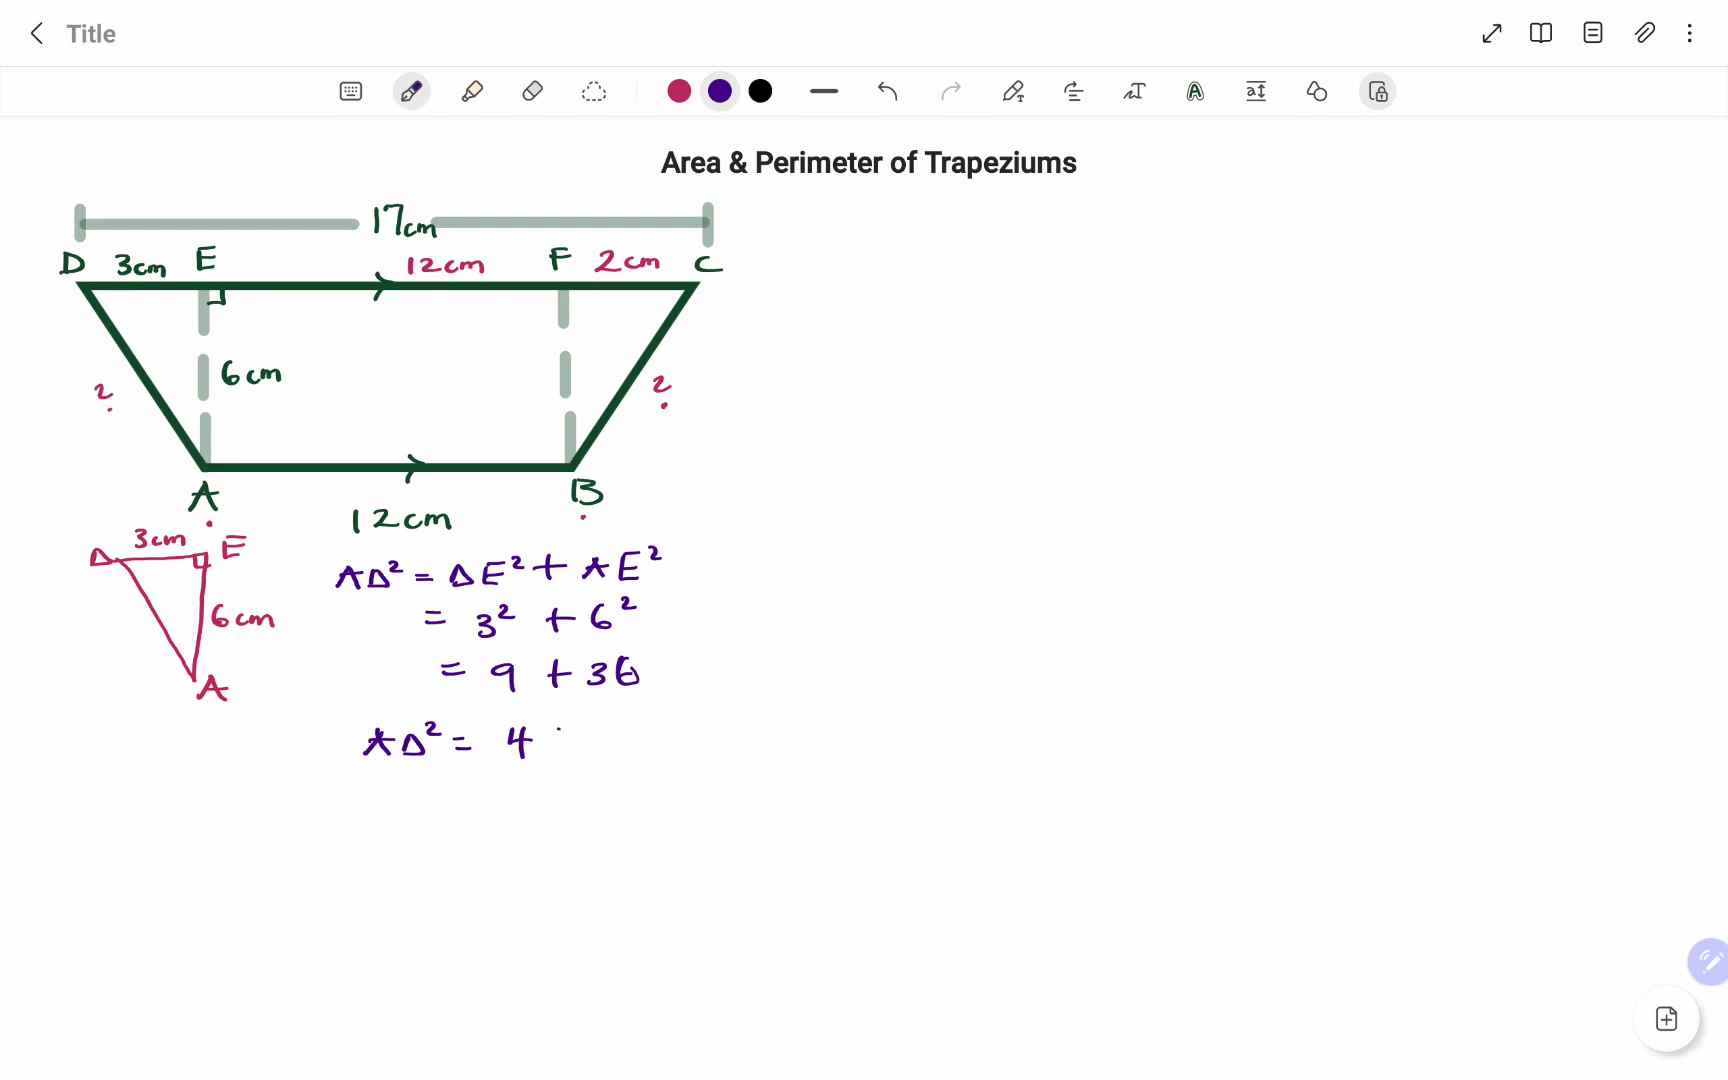 Title
Area & Perimeter of Trapeziums
17cm
D 3cm E 12cm F 2cm C
6cm
? ?
A B
12cm
3cm
D E
6cm
A
AD² = DE² + AE²
= 3² + 6²
= 9 + 36
AD² = 4